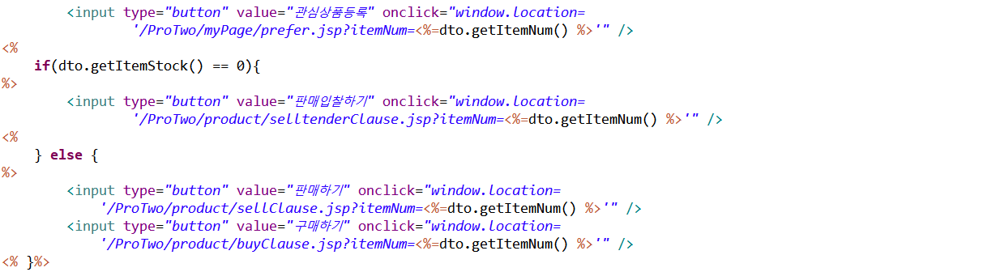 <input type="button" value="관심상품등록" onclick="window.location=
'/ProTwo/myPage/prefer.jsp?itemNum=<%=dto.getItemNum() %>'" />
<%
if(dto.getItemStock() == 0){
%>
<input type="button" value="판매입찰하기" onclick="window.location=
'/ProTwo/product/selltenderClause.jsp?itemNum=<%=dto.getItemNum() %>'" />
<%
} else {
%>
<input type="button" value="판매하기" onclick="window.location=
'/ProTwo/product/sellClause.jsp?itemNum=<%=dto.getItemNum() %>'" />
<input type="button" value="구매하기" onclick="window.location=
'/ProTwo/product/buyClause.jsp?itemNum=<%=dto.getItemNum() %>'" />
<% }%>